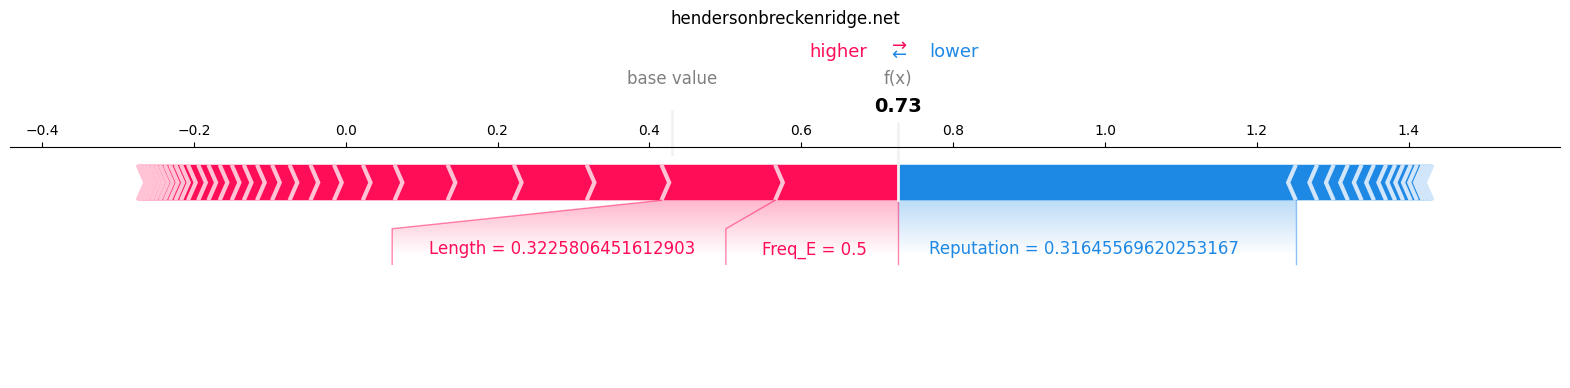 hendersonbreckenridge.net
higher → ← lower
base value f(x)
0.73
−0.4 −0.2 0.0 0.2 0.4 0.6 0.8 1.0 1.2 1.4
Length = 0.3225806451612903 Freq_E = 0.5 Reputation = 0.31645569620253167